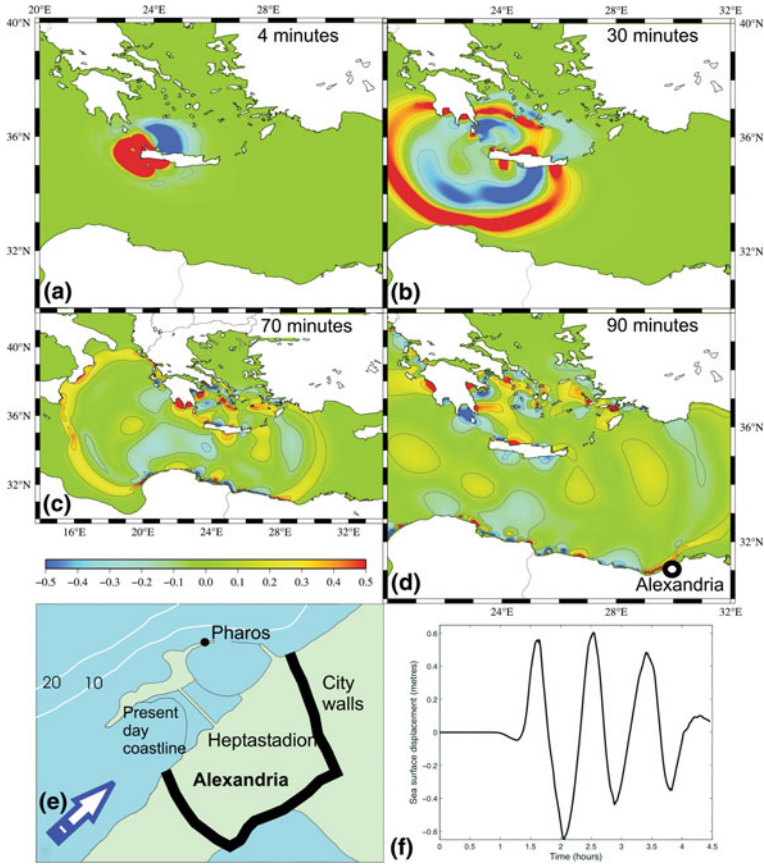 20°E 24°E 28°E 24°E 28°E 32°E
40°N 4 minutes 30 minutes 40°N
36°N 36°N
32°N 32°N
(a) (b)
70 minutes 90 minutes
40°N 40°N
36°N 36°N
32°N 32°N
(c) (d)
16°E 20°E 24°E 28°E 32°E
Alexandria
24°E 28°E 32°E
−0.5 −0.4 −0.3 −0.2 −0.1 0.0 0.1 0.2 0.3 0.4 0.5
Pharos
20 10
City
walls
Present
day
coastline
Heptastadion
Alexandria
(e)
Sea surface displacement (metres)
0.6
0.4
0.2
0
−0.2
−0.4
−0.6
0 0.5 1 1.5 2 2.5 3 3.5 4 4.5
Time (hours)
(f)